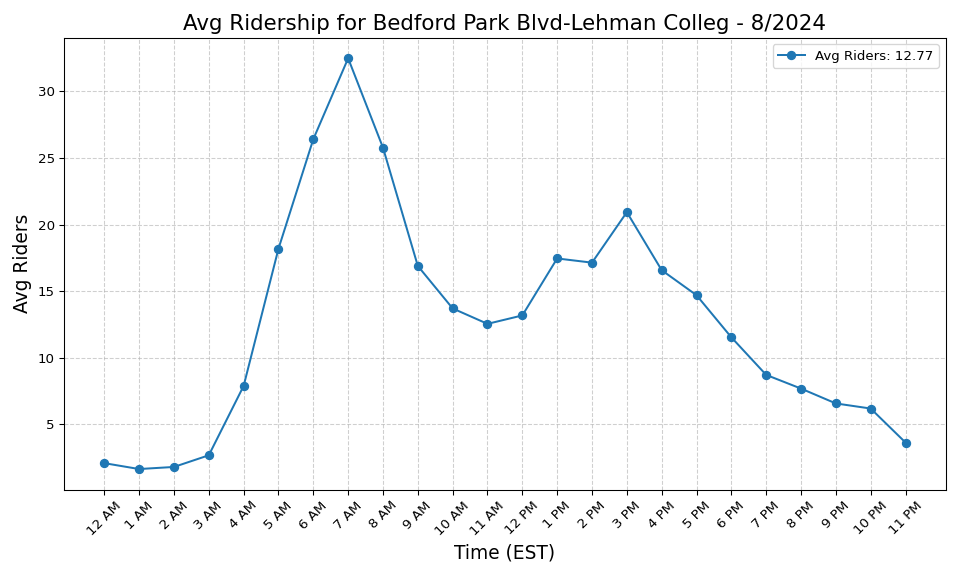 Avg Ridership for Bedford Park Blvd-Lehman Colleg - 8/2024
Avg Riders: 12.77
Avg Riders
30
25
20
15
10
5
12 AM
1 AM
2 AM
3 AM
4 AM
5 AM
6 AM
7 AM
8 AM
9 AM
10 AM
11 AM
12 PM
1 PM
2 PM
3 PM
4 PM
5 PM
6 PM
7 PM
8 PM
9 PM
10 PM
11 PM
Time (EST)